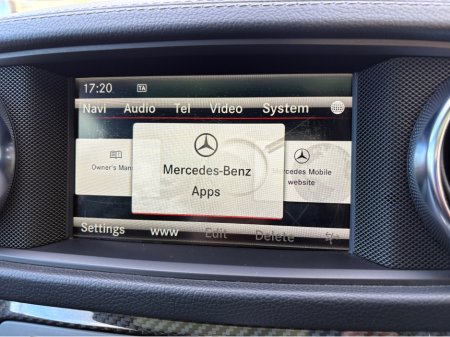 17:20 TA
Navi Audio Tel Video System
Owner's Man
Mercedes-Benz
Apps
Mercedes Mobile
website
Settings www Edit Delete